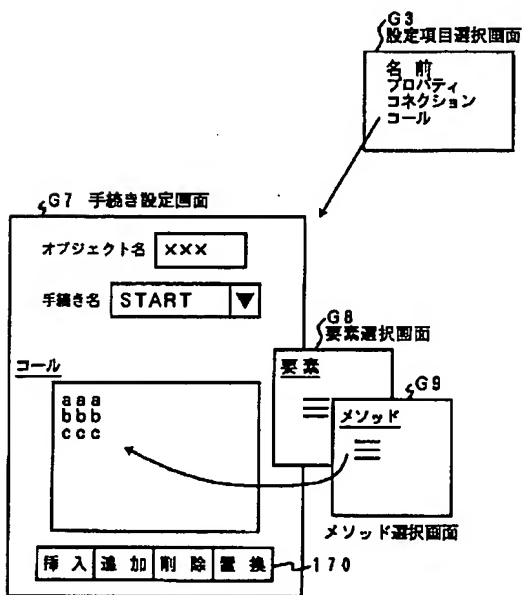 G3
設定項目選択画面
名前
プロパティ
コネクション
コール
G7 手続き設定画面
オブジェクト名 ×××
手続き名 START ▼
G8
要素選択画面
コール
要素
G9
aaa
bbb
ccc
メソッド
メソッド選択画面
挿入 追加 削除 置換 170